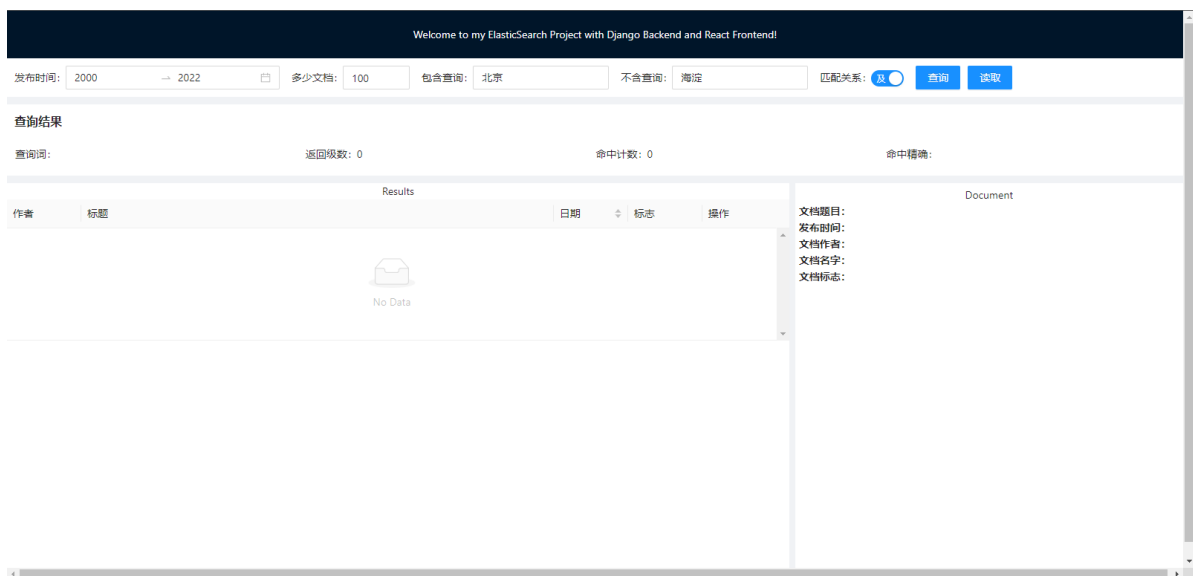 Welcome to my ElasticSearch Project with Django Backend and React Frontend!
发布时间: 2000 → 2022 多少文档: 100 包含查询: 北京 不含查询: 海淀 匹配关系: 及 查询 读取
查询结果
查询词: 返回级数: 0 命中计数: 0 命中精确:
Results
作者 标题 日期 标志 操作
No Data
Document
文档题目:
发布时间:
文档作者:
文档名字:
文档标志: